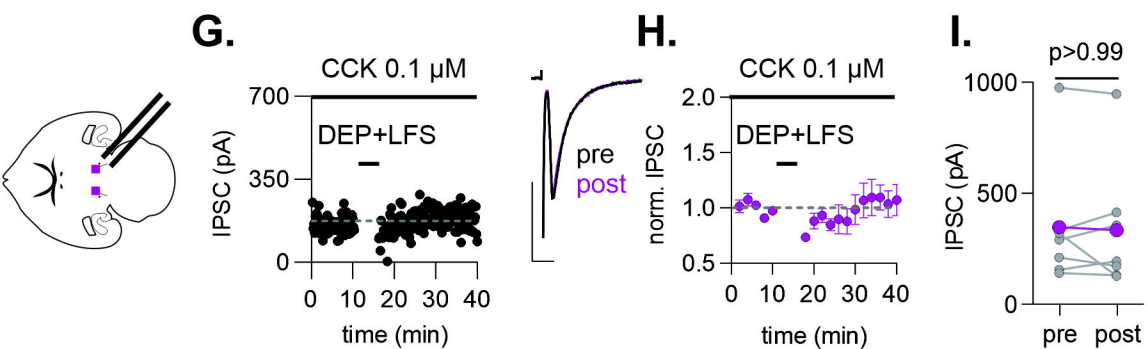 G.
CCK 0.1 µM
700
350
0
IPSC (pA)
DEP+LFS
0 10 20 30 40
time (min)
pre
post
H.
CCK 0.1 µM
2.0
1.5
1.0
0.5
norm. IPSC
DEP+LFS
0 10 20 30 40
time (min)
I.
p>0.99
1000
500
0
IPSC (pA)
pre post